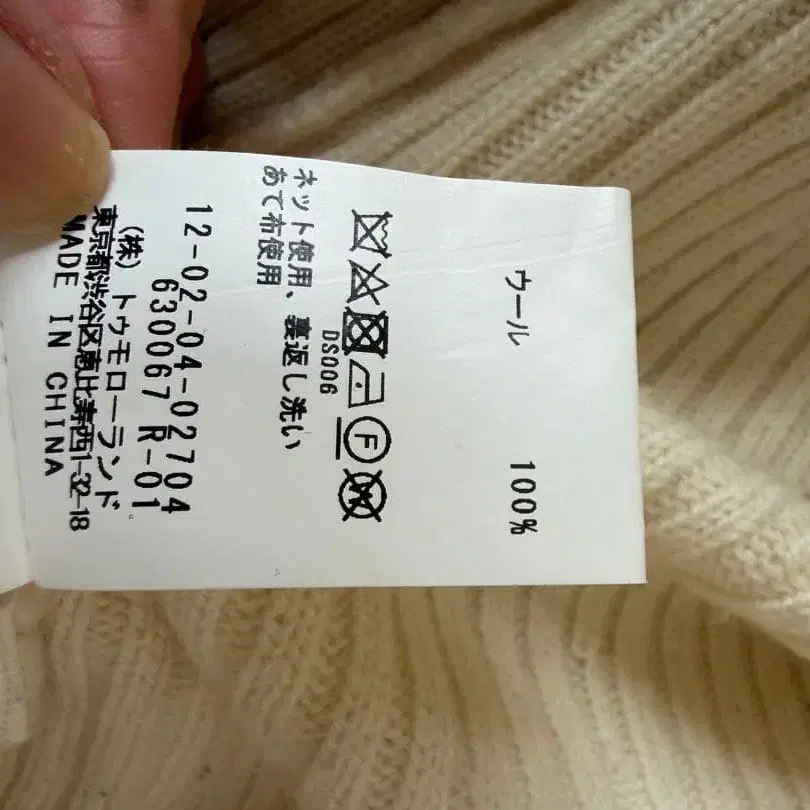 ウール 100%
DS006
ネット使用、裏返し洗い
あて布使用
12-02-04-02704
630067 R-01
(株) トゥモローランド
東京都渋谷区恵比寿西1-32-18
MADE IN CHINA